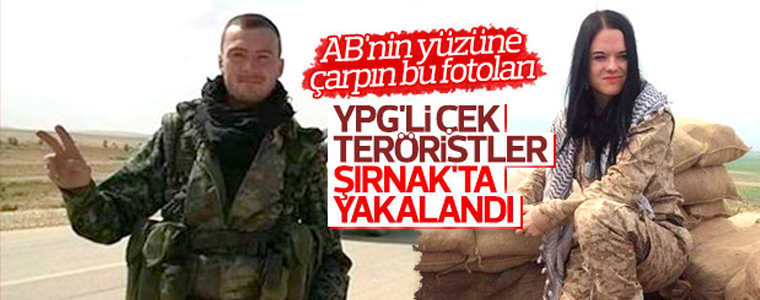 AB'nin yüzüne
çarpın bu fotoları
YPG'Lİ ÇEK
TERÖRİSTLER
ŞIRNAK'TA
YAKALANDI